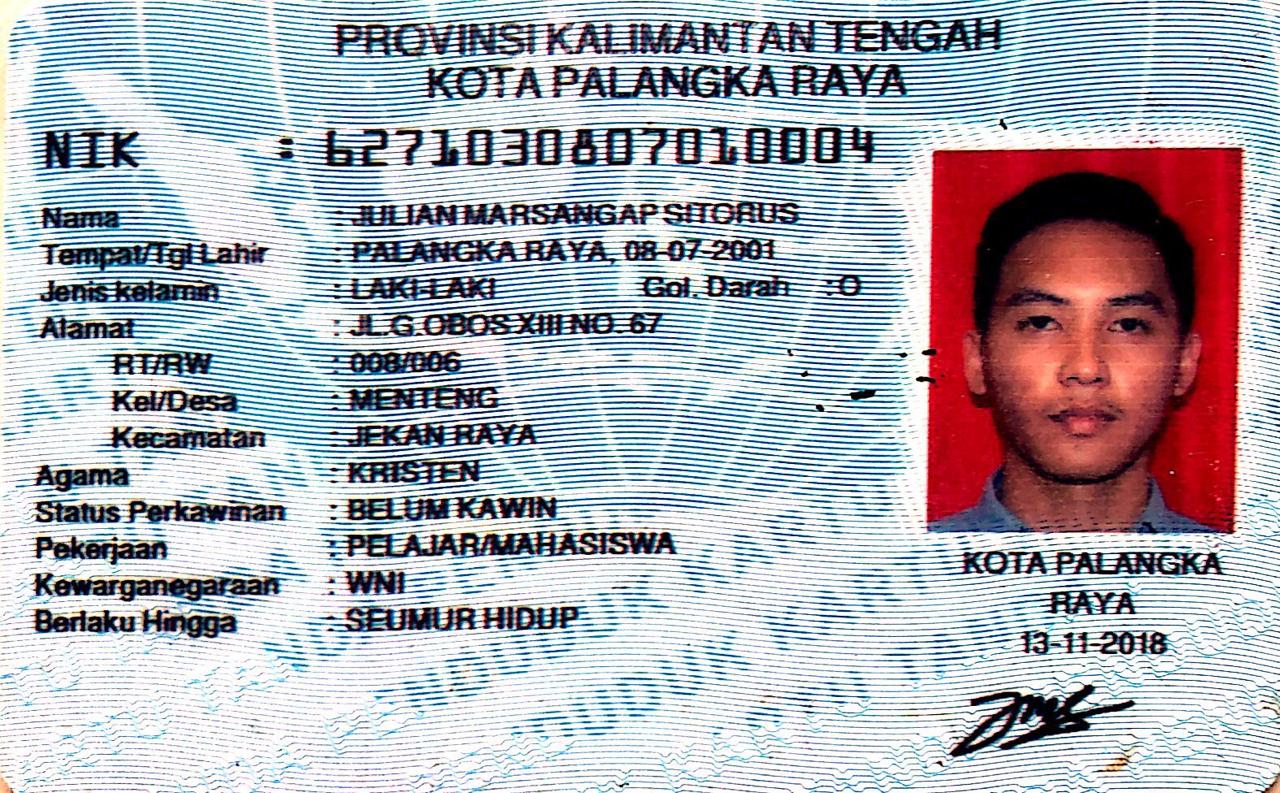 PROVINSI KALIMANTAN TENGAH
KOTA PALANGKA RAYA
NIK : 6271030807010004
Nama : JULIAN MARSANGAP SITORUS
Tempat/Tgl Lahir : PALANGKA RAYA, 08-07-2001
Jenis kelamin : LAKI-LAKI Gol. Darah : O
Alamat : JL.G.OBOS XIII NO. 67
RT/RW : 008/006
Kel/Desa : MENTENG
Kecamatan : JEKAN RAYA
Agama : KRISTEN
Status Perkawinan : BELUM KAWIN
Pekerjaan : PELAJAR/MAHASISWA
Kewarganegaraan : WNI
Berlaku Hingga : SEUMUR HIDUP
KOTA PALANGKA
RAYA
13-11-2018